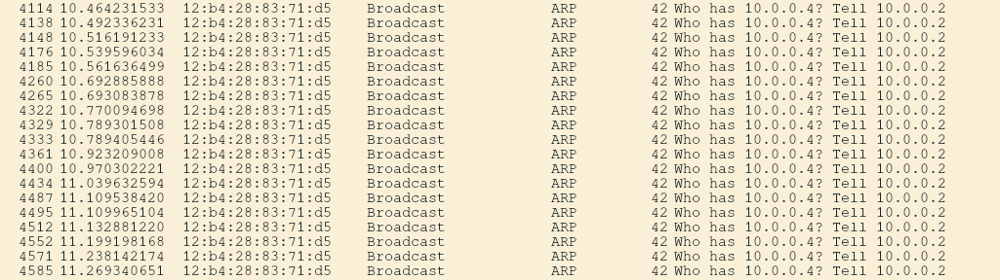 4114 10.464231533 12:b4:28:83:71:d5 Broadcast ARP 42 Who has 10.0.0.4? Tell 10.0.0.2
4138 10.492336231 12:b4:28:83:71:d5 Broadcast ARP 42 Who has 10.0.0.4? Tell 10.0.0.2
4148 10.516191233 12:b4:28:83:71:d5 Broadcast ARP 42 Who has 10.0.0.4? Tell 10.0.0.2
4176 10.539596034 12:b4:28:83:71:d5 Broadcast ARP 42 Who has 10.0.0.4? Tell 10.0.0.2
4185 10.561636499 12:b4:28:83:71:d5 Broadcast ARP 42 Who has 10.0.0.4? Tell 10.0.0.2
4260 10.692885888 12:b4:28:83:71:d5 Broadcast ARP 42 Who has 10.0.0.4? Tell 10.0.0.2
4265 10.693083878 12:b4:28:83:71:d5 Broadcast ARP 42 Who has 10.0.0.4? Tell 10.0.0.2
4322 10.770094698 12:b4:28:83:71:d5 Broadcast ARP 42 Who has 10.0.0.4? Tell 10.0.0.2
4329 10.789301508 12:b4:28:83:71:d5 Broadcast ARP 42 Who has 10.0.0.4? Tell 10.0.0.2
4333 10.789405446 12:b4:28:83:71:d5 Broadcast ARP 42 Who has 10.0.0.4? Tell 10.0.0.2
4361 10.923209008 12:b4:28:83:71:d5 Broadcast ARP 42 Who has 10.0.0.4? Tell 10.0.0.2
4400 10.970302221 12:b4:28:83:71:d5 Broadcast ARP 42 Who has 10.0.0.4? Tell 10.0.0.2
4434 11.039632594 12:b4:28:83:71:d5 Broadcast ARP 42 Who has 10.0.0.4? Tell 10.0.0.2
4487 11.109538420 12:b4:28:83:71:d5 Broadcast ARP 42 Who has 10.0.0.4? Tell 10.0.0.2
4495 11.109965104 12:b4:28:83:71:d5 Broadcast ARP 42 Who has 10.0.0.4? Tell 10.0.0.2
4512 11.132881220 12:b4:28:83:71:d5 Broadcast ARP 42 Who has 10.0.0.4? Tell 10.0.0.2
4552 11.199198168 12:b4:28:83:71:d5 Broadcast ARP 42 Who has 10.0.0.4? Tell 10.0.0.2
4571 11.238142174 12:b4:28:83:71:d5 Broadcast ARP 42 Who has 10.0.0.4? Tell 10.0.0.2
4585 11.269340651 12:b4:28:83:71:d5 Broadcast ARP 42 Who has 10.0.0.4? Tell 10.0.0.2